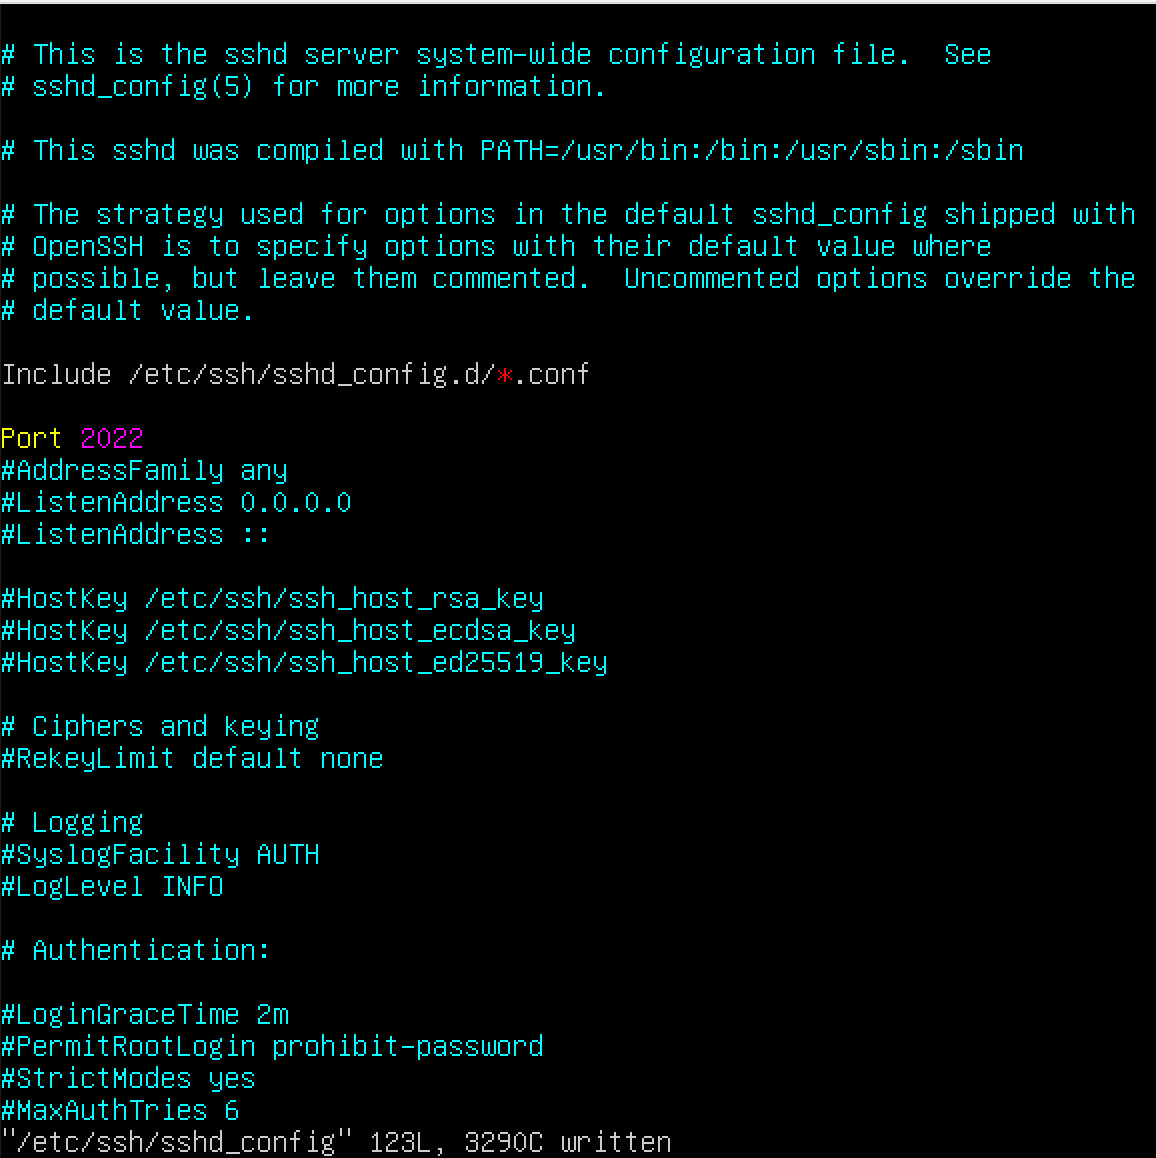 # This is the sshd server system-wide configuration file.  See
# sshd_config(5) for more information.
# This sshd was compiled with PATH=/usr/bin:/bin:/usr/sbin:/sbin
# The strategy used for options in the default sshd_config shipped with
# OpenSSH is to specify options with their default value where
# possible, but leave them commented.  Uncommented options override the
# default value.
Include /etc/ssh/sshd_config.d/*.conf
Port 2022
#AddressFamily any
#ListenAddress 0.0.0.0
#ListenAddress ::
#HostKey /etc/ssh/ssh_host_rsa_key
#HostKey /etc/ssh/ssh_host_ecdsa_key
#HostKey /etc/ssh/ssh_host_ed25519_key
# Ciphers and keying
#RekeyLimit default none
# Logging
#SyslogFacility AUTH
#LogLevel INFO
# Authentication:
#LoginGraceTime 2m
#PermitRootLogin prohibit-password
#StrictModes yes
#MaxAuthTries 6
"/etc/ssh/sshd_config" 123L, 3290C written